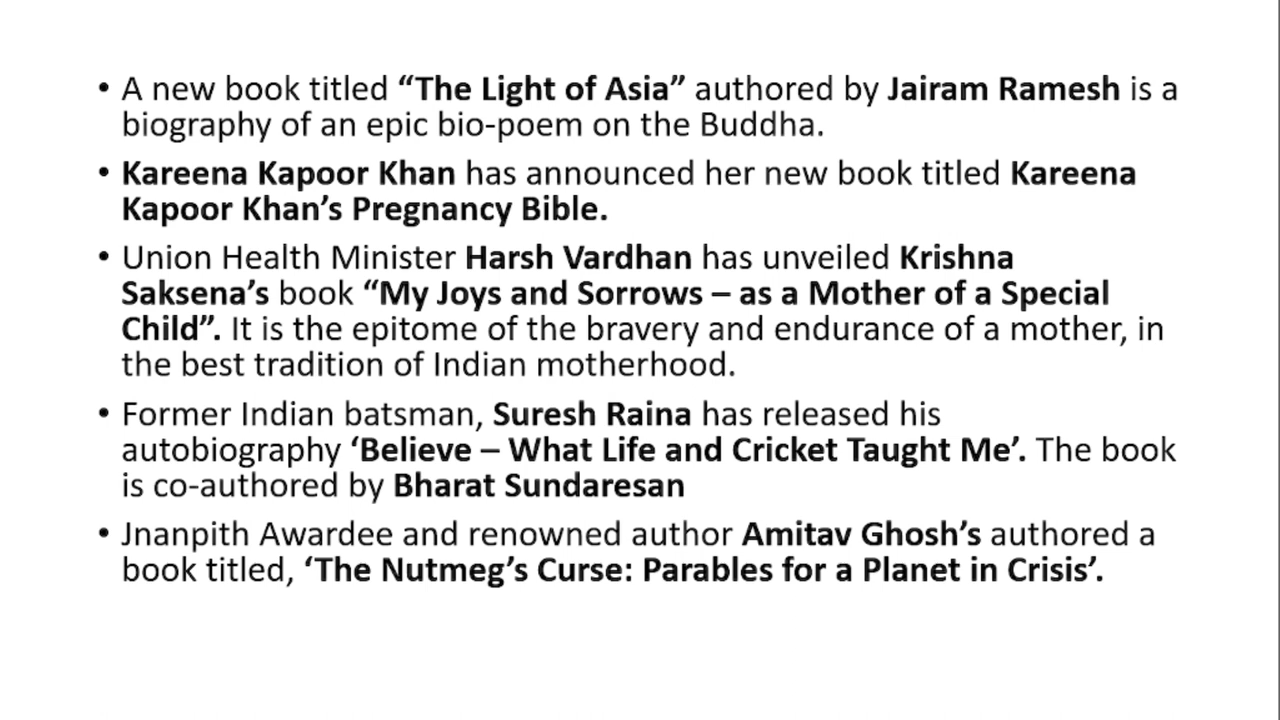 • A new book titled “The Light of Asia” authored by Jairam Ramesh is a
biography of an epic bio-poem on the Buddha.
• Kareena Kapoor Khan has announced her new book titled Kareena
Kapoor Khan’s Pregnancy Bible.
• Union Health Minister Harsh Vardhan has unveiled Krishna
Saksena’s book “My Joys and Sorrows – as a Mother of a Special
Child”. It is the epitome of the bravery and endurance of a mother, in
the best tradition of Indian motherhood.
• Former Indian batsman, Suresh Raina has released his
autobiography ‘Believe – What Life and Cricket Taught Me’. The book
is co-authored by Bharat Sundaresan
• Jnanpith Awardee and renowned author Amitav Ghosh’s authored a
book titled, ‘The Nutmeg’s Curse: Parables for a Planet in Crisis’.